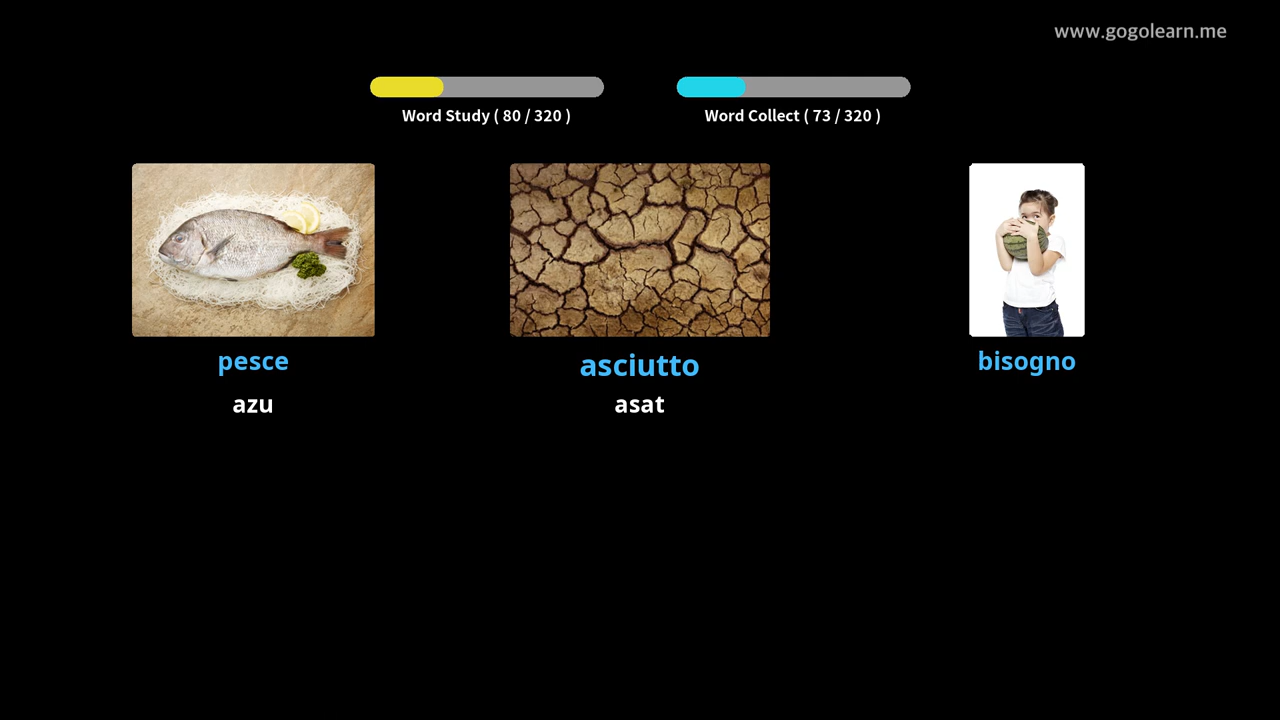 www.gogolearn.me
Word Study ( 80 / 320 )
Word Collect ( 73 / 320 )
pesce
asciutto
bisogno
azu
asat